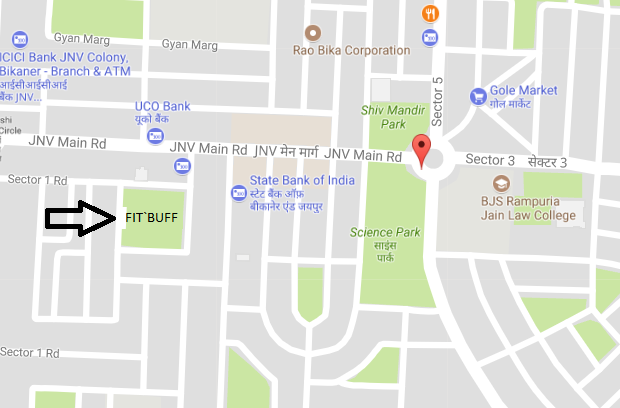 Gyan Marg
Gyan Marg
ICICI Bank JNV Colony,
Bikaner - Branch & ATM
आईसीआईसीआई
बैंक JNV...
Rao Bika Corporation
Sector 5
Gole Market
गोल मार्केट
UCO Bank
यूको बैंक
Shiv Mandir
Park
Circle
JNV Main Rd
JNV Main Rd
JNV मेन मार्ग
JNV Main Rd
Sector 3
सेक्टर 3
Sector 1 Rd
State Bank of India
स्टेट बैंक ऑफ़
बीकानेर एंड जयपुर
BJS Rampuria
Jain Law College
FIT`BUFF
Science Park
साइंस
पार्क
Sector 1 Rd